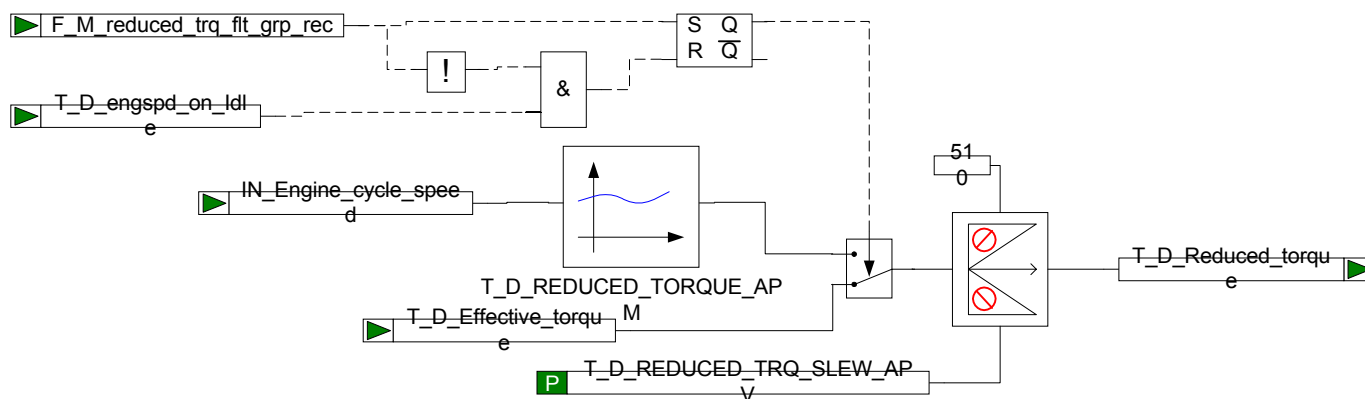 F_M_reduced_trq_flt_grp_rec
S Q
R Q
!
&
T_D_engspd_on_Idl
e
51
0
IN_Engine_cycle_spee
d
T_D_Reduced_torqu
e
T_D_REDUCED_TORQUE_AP
M
T_D_Effective_torqu
e
P
T_D_REDUCED_TRQ_SLEW_AP
V